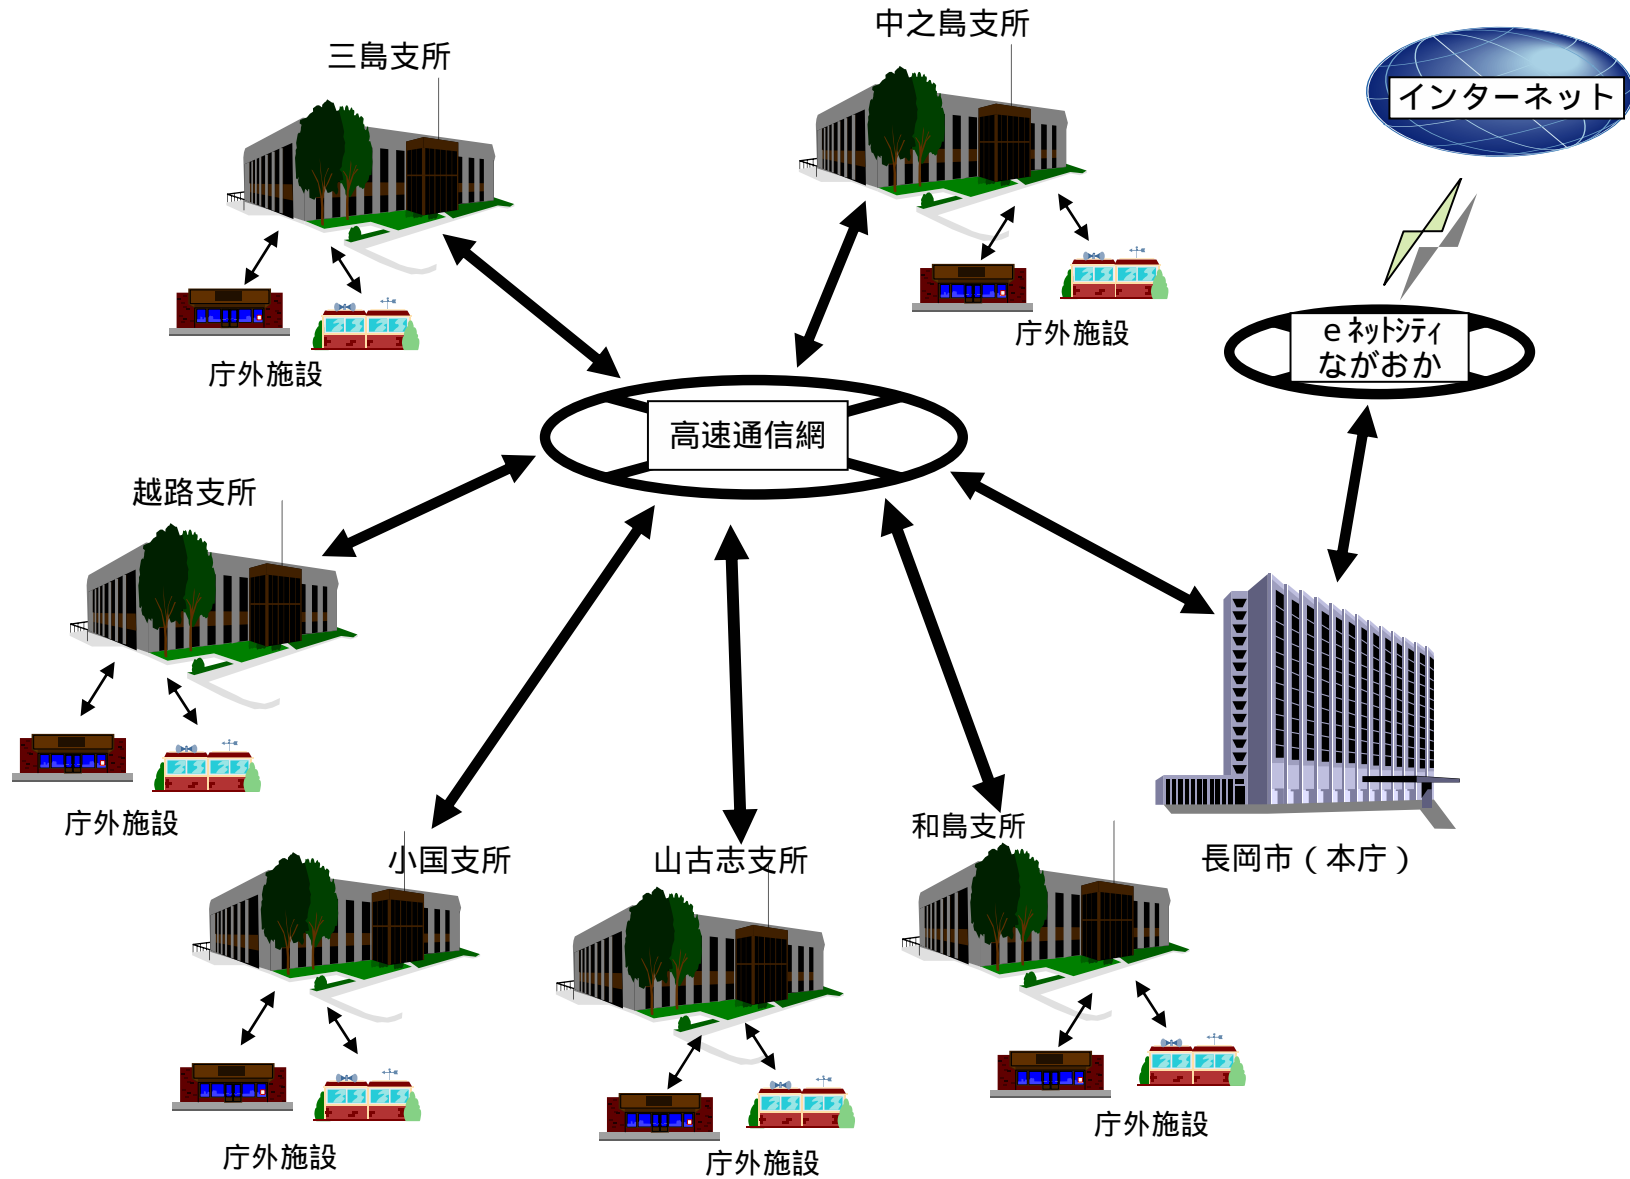 中之島支所
三島支所
インターネット
eネットシティ
ながおか
庁外施設
庁外施設
高速通信網
越路支所
庁外施設
和島支所
小国支所
山古志支所
長岡市(本庁)
庁外施設
庁外施設
庁外施設